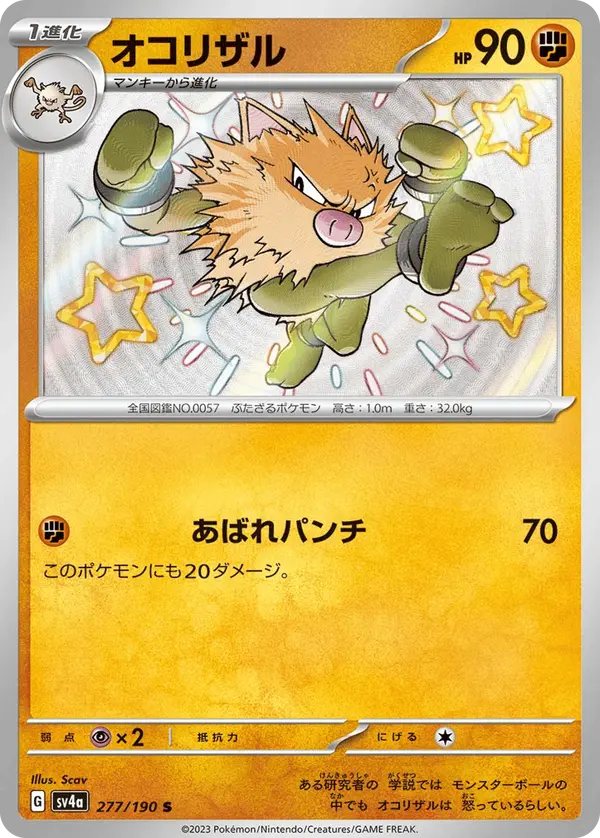 1進化
オコリザル
HP 90
マンキーから進化
全国図鑑NO.0057 ぶたざるポケモン 高さ:1.0m 重さ:32.0kg
あばれパンチ 70
このポケモンにも20ダメージ。
弱点 ×2 抵抗力 にげる
Illus. Scav
G sv4a 277/190 S
ある研究者の学説では モンスターボールの
中でも オコリザルは 怒っているらしい。
©2023 Pokémon/Nintendo/Creatures/GAME FREAK.